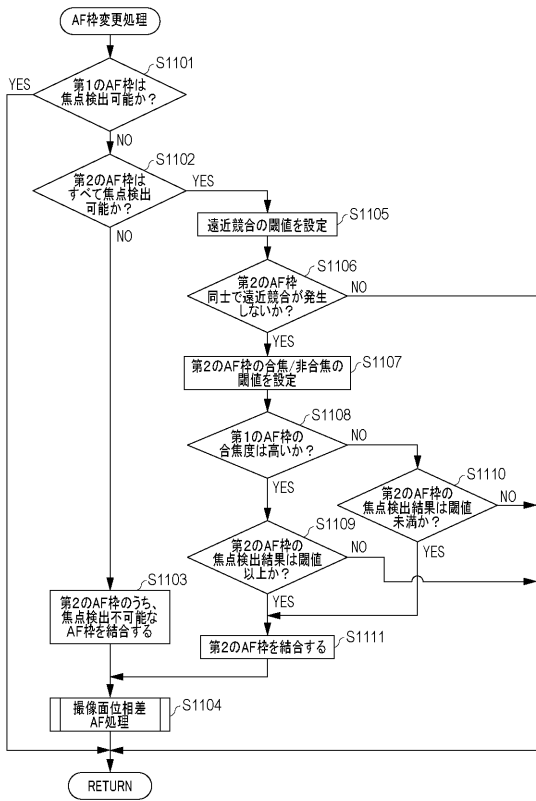 AF枠変更処理
S1101
第1のAF枠は
焦点検出可能か?
YES
NO
S1102
第2のAF枠は
すべて焦点検出
可能か?
YES
NO
S1105
遠近競合の閾値を設定
S1106
第2のAF枠
同士で遠近競合が発生
しないか?
NO
YES
S1107
第2のAF枠の合焦/非合焦の
閾値を設定
S1108
第1のAF枠の
合焦度は高いか?
NO
YES
S1110
第2のAF枠の
焦点検出結果は閾値
未満か?
NO
YES
S1109
第2のAF枠の
焦点検出結果は閾値
以上か?
NO
YES
S1103
第2のAF枠のうち、
焦点検出不可能な
AF枠を結合する
S1111
第2のAF枠を結合する
S1104
撮像面位相差
AF処理
RETURN